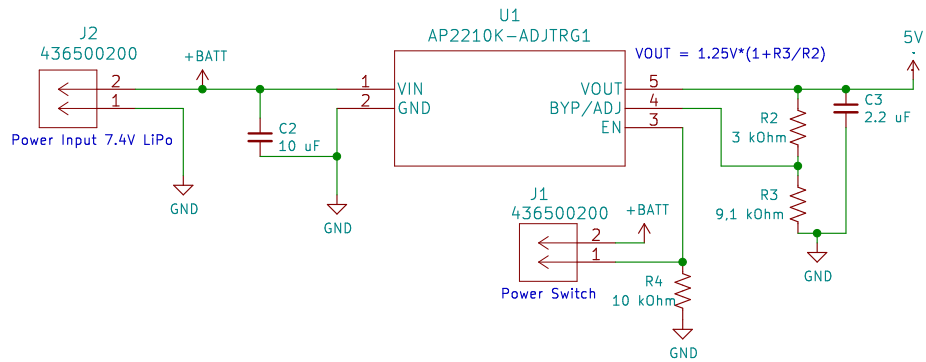 J2
436500200
2
1
Power Input 7.4V LiPo
GND
+BATT
C2
10 uF
GND
U1
AP2210K-ADJTRG1
1
VIN
2
GND
VOUT
5
BYP/ADJ
4
EN
3
VOUT = 1.25V*(1+R3/R2)
5V
C3
2.2 uF
R2
3 kOhm
R3
9,1 kOhm
GND
J1
436500200
2
1
Power Switch
+BATT
R4
10 kOhm
GND